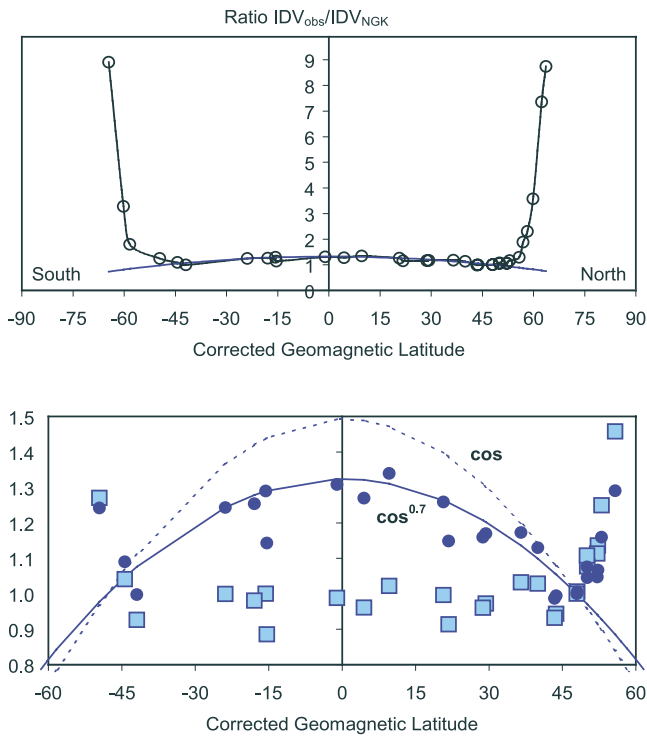 Ratio IDVobs/IDVNGK
9
8
7
6
5
4
3
2
1
0
South
North
-90 -75 -60 -45 -30 -15 0 15 30 45 60 75 90
Corrected Geomagnetic Latitude
1.5
1.4
1.3
1.2
1.1
1.0
0.9
0.8
cos
cos0.7
-60 -45 -30 -15 0 15 30 45 60
Corrected Geomagnetic Latitude